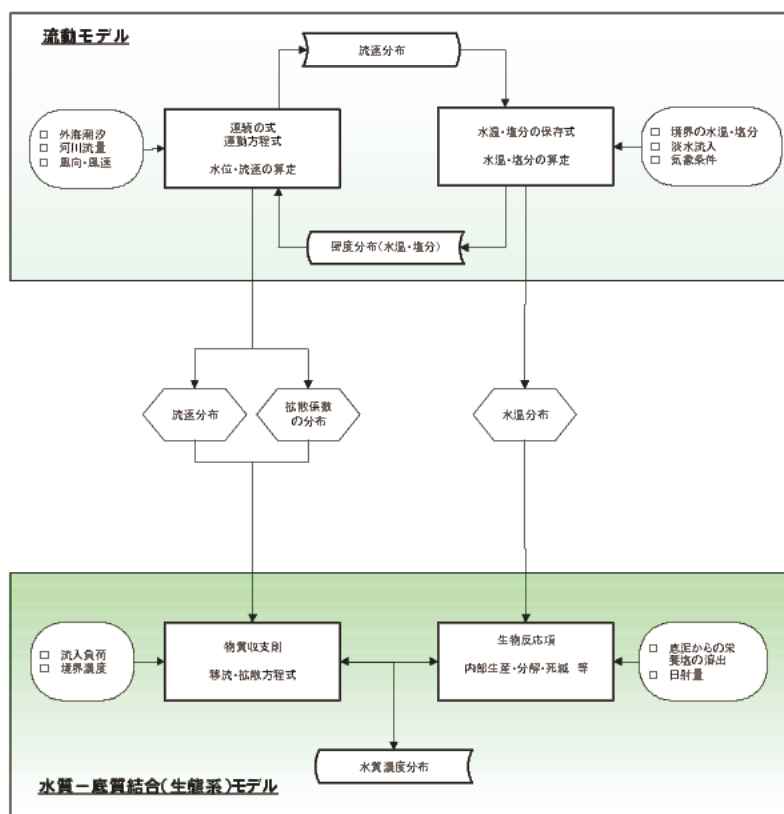 流動モデル
流速分布
□ 外海潮汐
□ 河川流量
□ 風向・風速
連続の式
運動方程式
水位・流速の算定
水温・塩分の保存式
水温・塩分の算定
□ 境界の水温・塩分
□ 淡水流入
□ 気象条件
密度分布(水温・塩分)
流速分布
拡散係数
の分布
水温分布
□ 流入負荷
□ 境界濃度
物質収支則
移流・拡散方程式
生物反応項
内部生産・分解・死滅 等
□ 底泥からの栄
養塩の溶出
□ 日射量
水質濃度分布
水質－底質結合(生態系)モデル